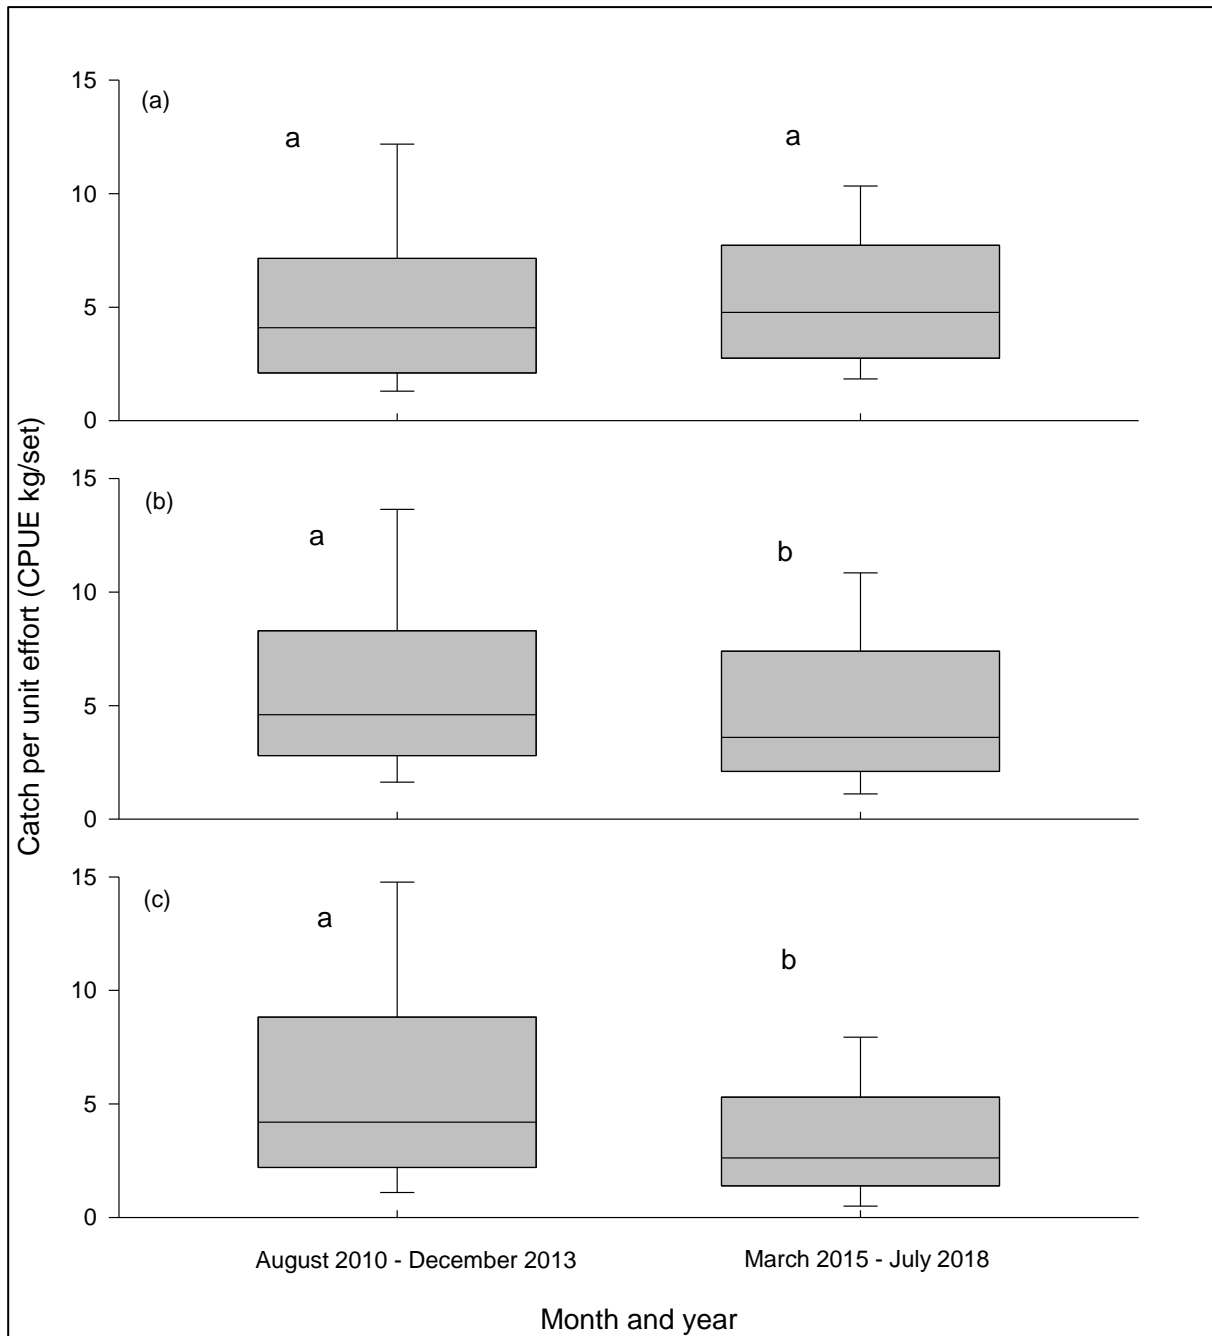 Catch per unit effort (CPUE kg/set)
15
(a)
a
a
10
5
0
15
(b)
a
b
10
5
0
15
(c)
a
b
10
5
0
August 2010 - December 2013
March 2015 - July 2018
Month and year